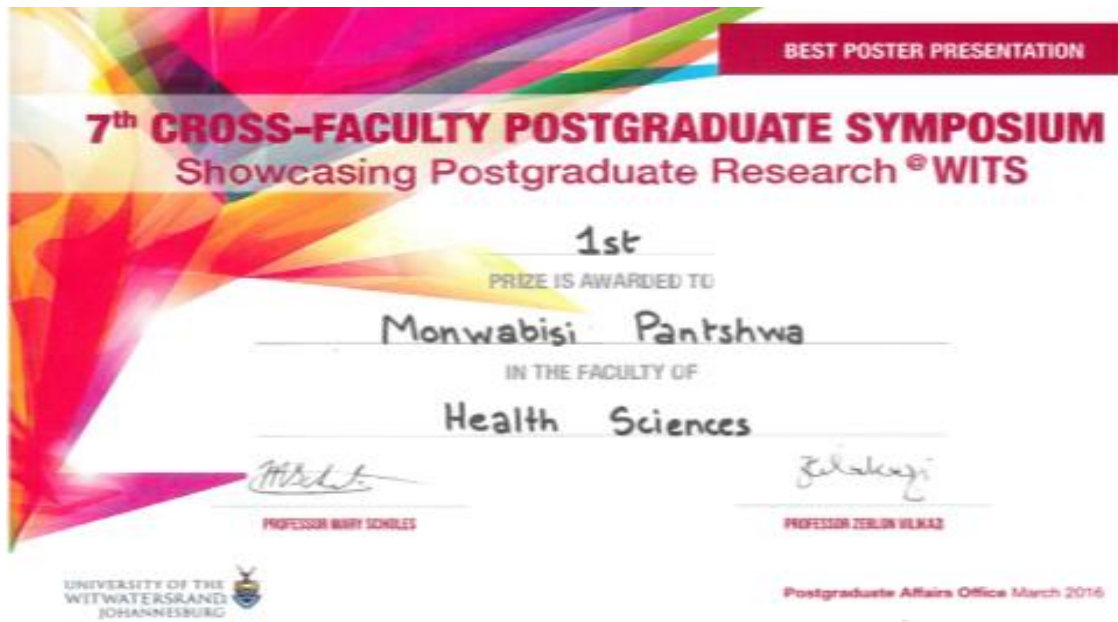 BEST POSTER PRESENTATION
7th CROSS-FACULTY POSTGRADUATE SYMPOSIUM
Showcasing Postgraduate Research @ WITS
1st
PRIZE IS AWARDED TO
Monwabisi Pantshwa
IN THE FACULTY OF
Health Sciences
PROFESSOR MARY SCHOLES
PROFESSOR ZEBLON VILAKAZI
UNIVERSITY OF THE
WITWATERSRAND
JOHANNESBURG
Postgraduate Affairs Office March 2016